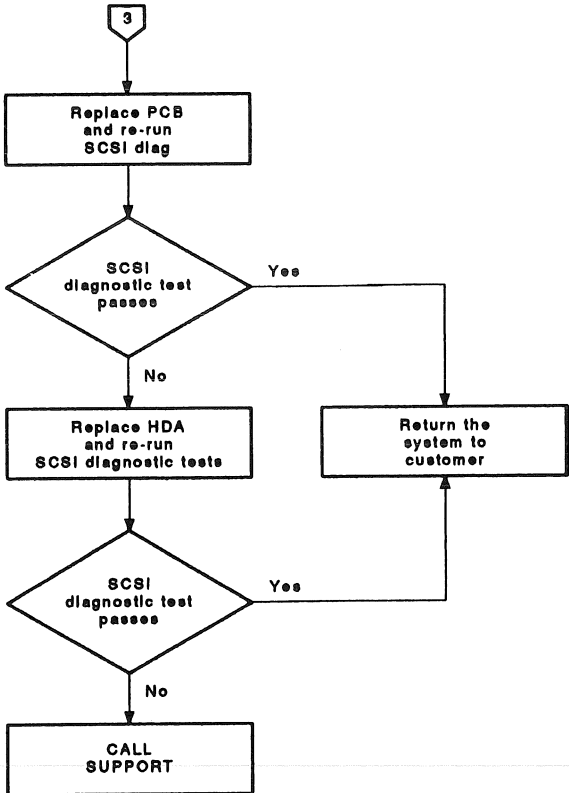 3
Replace PCB
and re-run
SCSI diag
SCSI
diagnostic test
passes
Yes
No
Replace HDA
and re-run
SCSI diagnostic tests
Return the
system to
customer
SCSI
diagnostic test
passes
Yes
No
CALL
SUPPORT